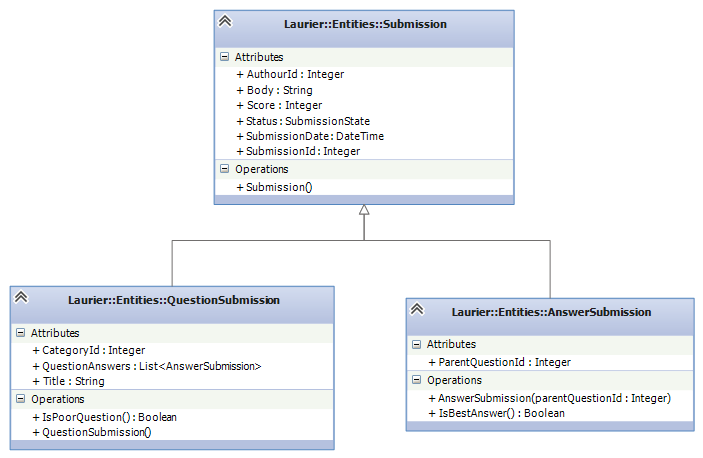 Laurier::Entities::Submission
Attributes
+ AuthourId : Integer
+ Body : String
+ Score : Integer
+ Status : SubmissionState
+ SubmissionDate : DateTime
+ SubmissionId : Integer
Operations
+ Submission()
Laurier::Entities::QuestionSubmission
Attributes
+ CategoryId : Integer
+ QuestionAnswers : List<AnswerSubmission>
+ Title : String
Operations
+ IsPoorQuestion() : Boolean
+ QuestionSubmission()
Laurier::Entities::AnswerSubmission
Attributes
+ ParentQuestionId : Integer
Operations
+ AnswerSubmission(parentQuestionId : Integer)
+ IsBestAnswer() : Boolean